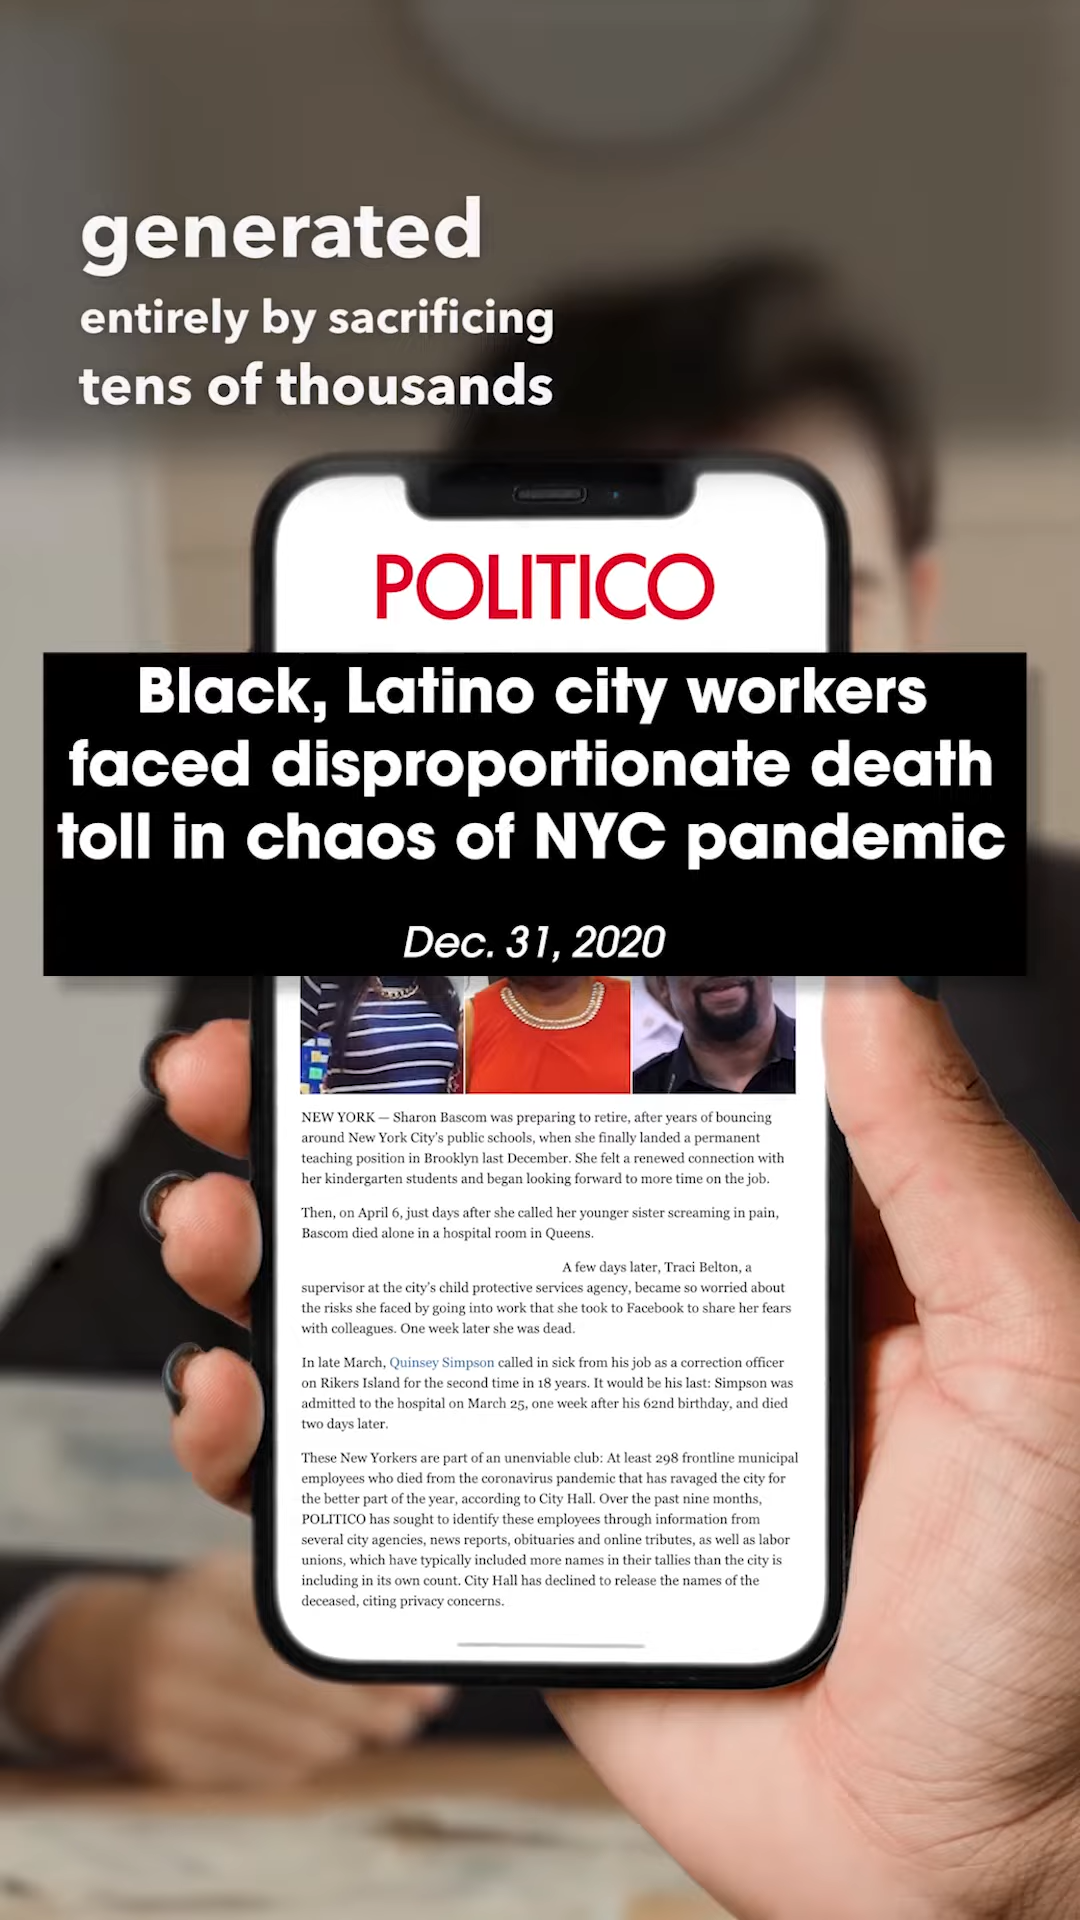 generated
entirely by sacrificing
tens of thousands
POLITICO
Black, Latino city workers
faced disproportionate death
toll in chaos of NYC pandemic
Dec. 31, 2020
NEW YORK — Sharon Bascom was preparing to retire, after years of bouncing
around New York City's public schools, when she finally landed a permanent
teaching position in Brooklyn last December. She felt a renewed connection with
her kindergarten students and began looking forward to more time on the job.
Then, on April 6, just days after she called her younger sister screaming in pain,
Bascom died alone in a hospital room in Queens.
A few days later, Traci Belton, a
supervisor at the city's child protective services agency, became so worried about
the risks she faced by going into work that she took to Facebook to share her fears
with colleagues. One week later she was dead.
In late March, Quinsey Simpson called in sick from his job as a correction officer
on Rikers Island for the second time in 18 years. It would be his last: Simpson was
admitted to the hospital on March 25, one week after his 62nd birthday, and died
two days later.
These New Yorkers are part of an unenviable club: At least 298 frontline municipal
employees who died from the coronavirus pandemic that has ravaged the city for
the better part of the year, according to City Hall. Over the past nine months,
POLITICO has sought to identify these employees through information from
several city agencies, news reports, obituaries and online tributes, as well as labor
unions, which have typically included more names in their tallies than the city is
including in its own count. City Hall has declined to release the names of the
deceased, citing privacy concerns.